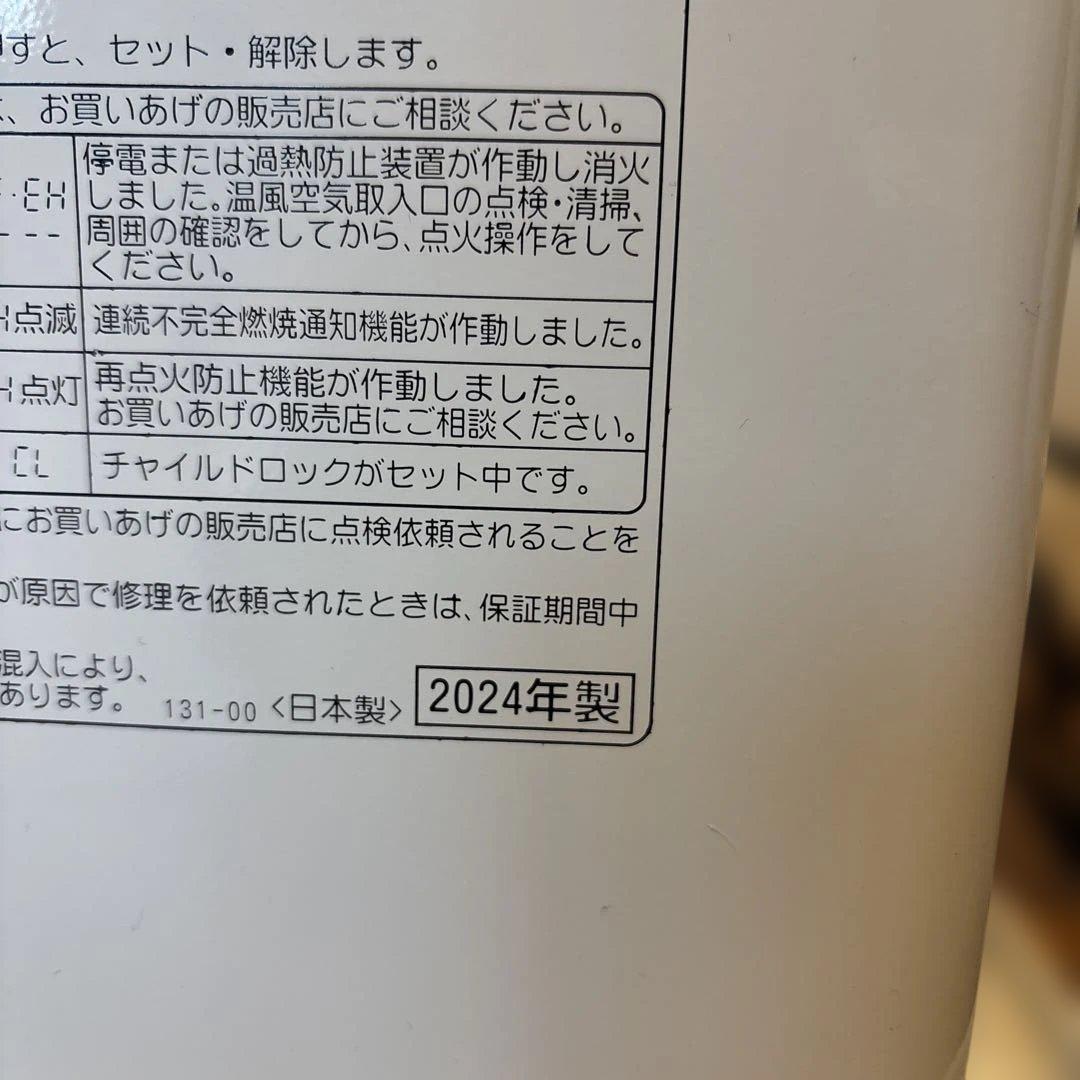 すと、セット・解除します。
、お買いあげの販売店にご相談ください。
・EH
---
停電または過熱防止装置が作動し消火
しました。温風空気取入口の点検・清掃、
周囲の確認をしてから、点火操作をして
ください。
点滅 連続不完全燃焼通知機能が作動しました。
点灯
再点火防止機能が作動しました。
お買いあげの販売店にご相談ください。
CL チャイルドロックがセット中です。
にお買いあげの販売店に点検依頼されることを
が原因で修理を依頼されたときは、保証期間中
混入により、
あります。 131-00 <日本製> 2024年製